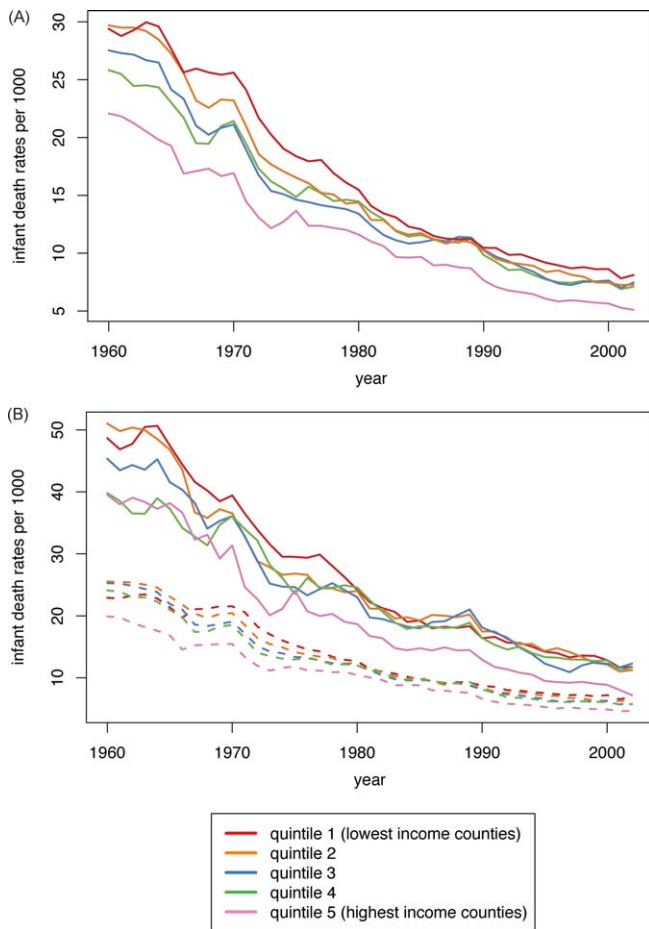 (A)
infant death rates per 1000
30
25
20
15
10
5
1960 1970 1980 1990 2000
year
(B)
infant death rates per 1000
50
40
30
20
10
1960 1970 1980 1990 2000
year
quintile 1 (lowest income counties)
quintile 2
quintile 3
quintile 4
quintile 5 (highest income counties)